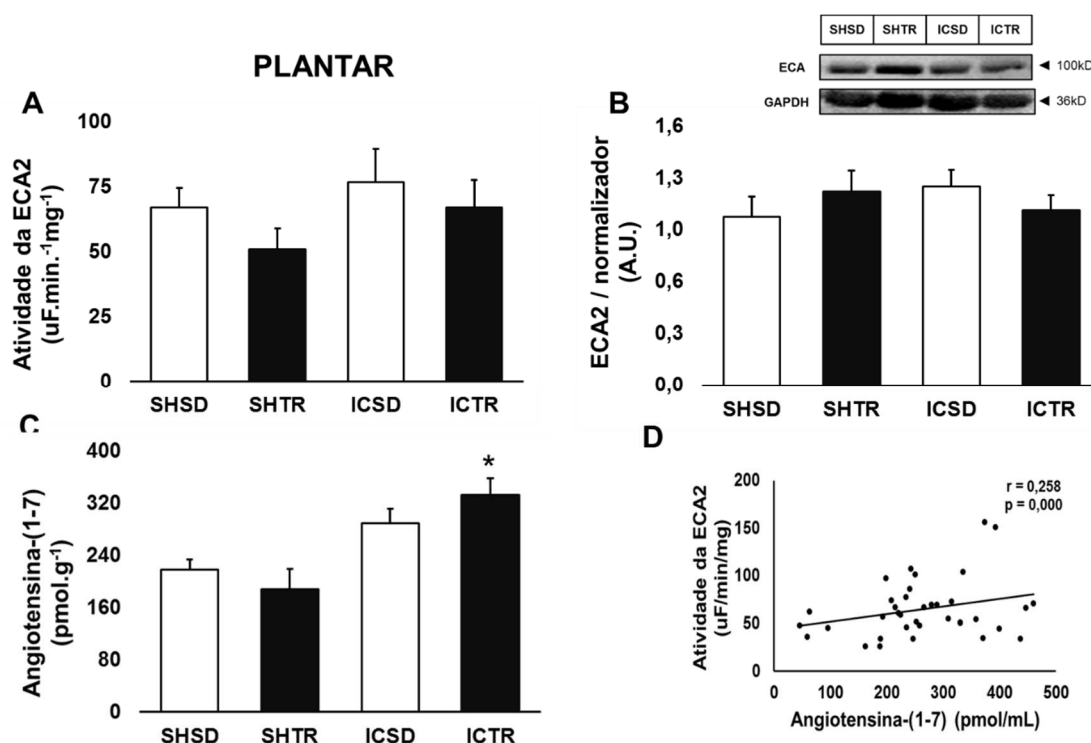 PLANTAR
SHSD SHTR ICSD ICTR
ECA ◄ 100kD
GAPDH ◄ 36kD
A
Atividade da ECA2
(uF.min.⁻¹mg⁻¹)
100
75
50
25
0
SHSD SHTR ICSD ICTR
B
ECA2 / normalizador
(A.U.)
1,6
1,3
1,0
0,6
0,3
0,0
SHSD SHTR ICSD ICTR
C
Angiotensina-(1-7)
(pmol.g⁻¹)
400
320
240
160
80
0
*
SHSD SHTR ICSD ICTR
D
Atividade da ECA2
(uF/min/mg)
200
150
100
50
0
r = 0,258
p = 0,000
0 100 200 300 400 500
Angiotensina-(1-7) (pmol/mL)